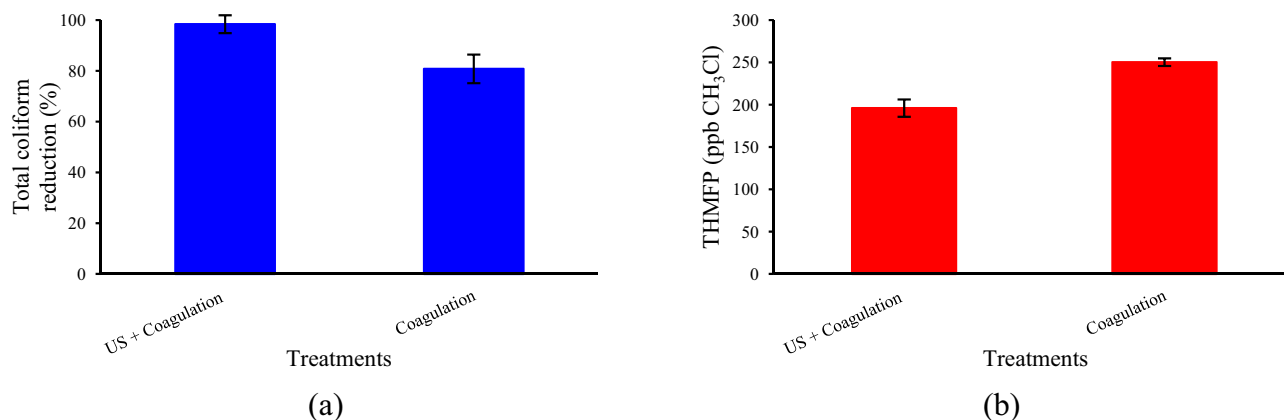 Total coliform
reduction (%)
100
80
60
40
20
0
US + Coagulation
Coagulation
Treatments
(a)
THMFP (ppb CH₃Cl)
300
250
200
150
100
50
0
US + Coagulation
Coagulation
Treatments
(b)